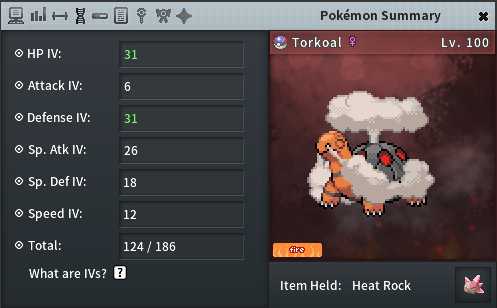 Pokémon Summary
HP IV: 31
Attack IV: 6
Defense IV: 31
Sp. Atk IV: 26
Sp. Def IV: 18
Speed IV: 12
Total: 124 / 186
What are IVs? ?
Torkoal ♀ Lv. 100
fire
Item Held: Heat Rock